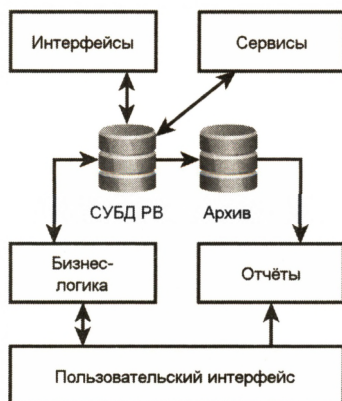 Интерфейсы
Сервисы
СУБД РВ
Архив
Бизнес-
логика
Отчёты
Пользовательский интерфейс